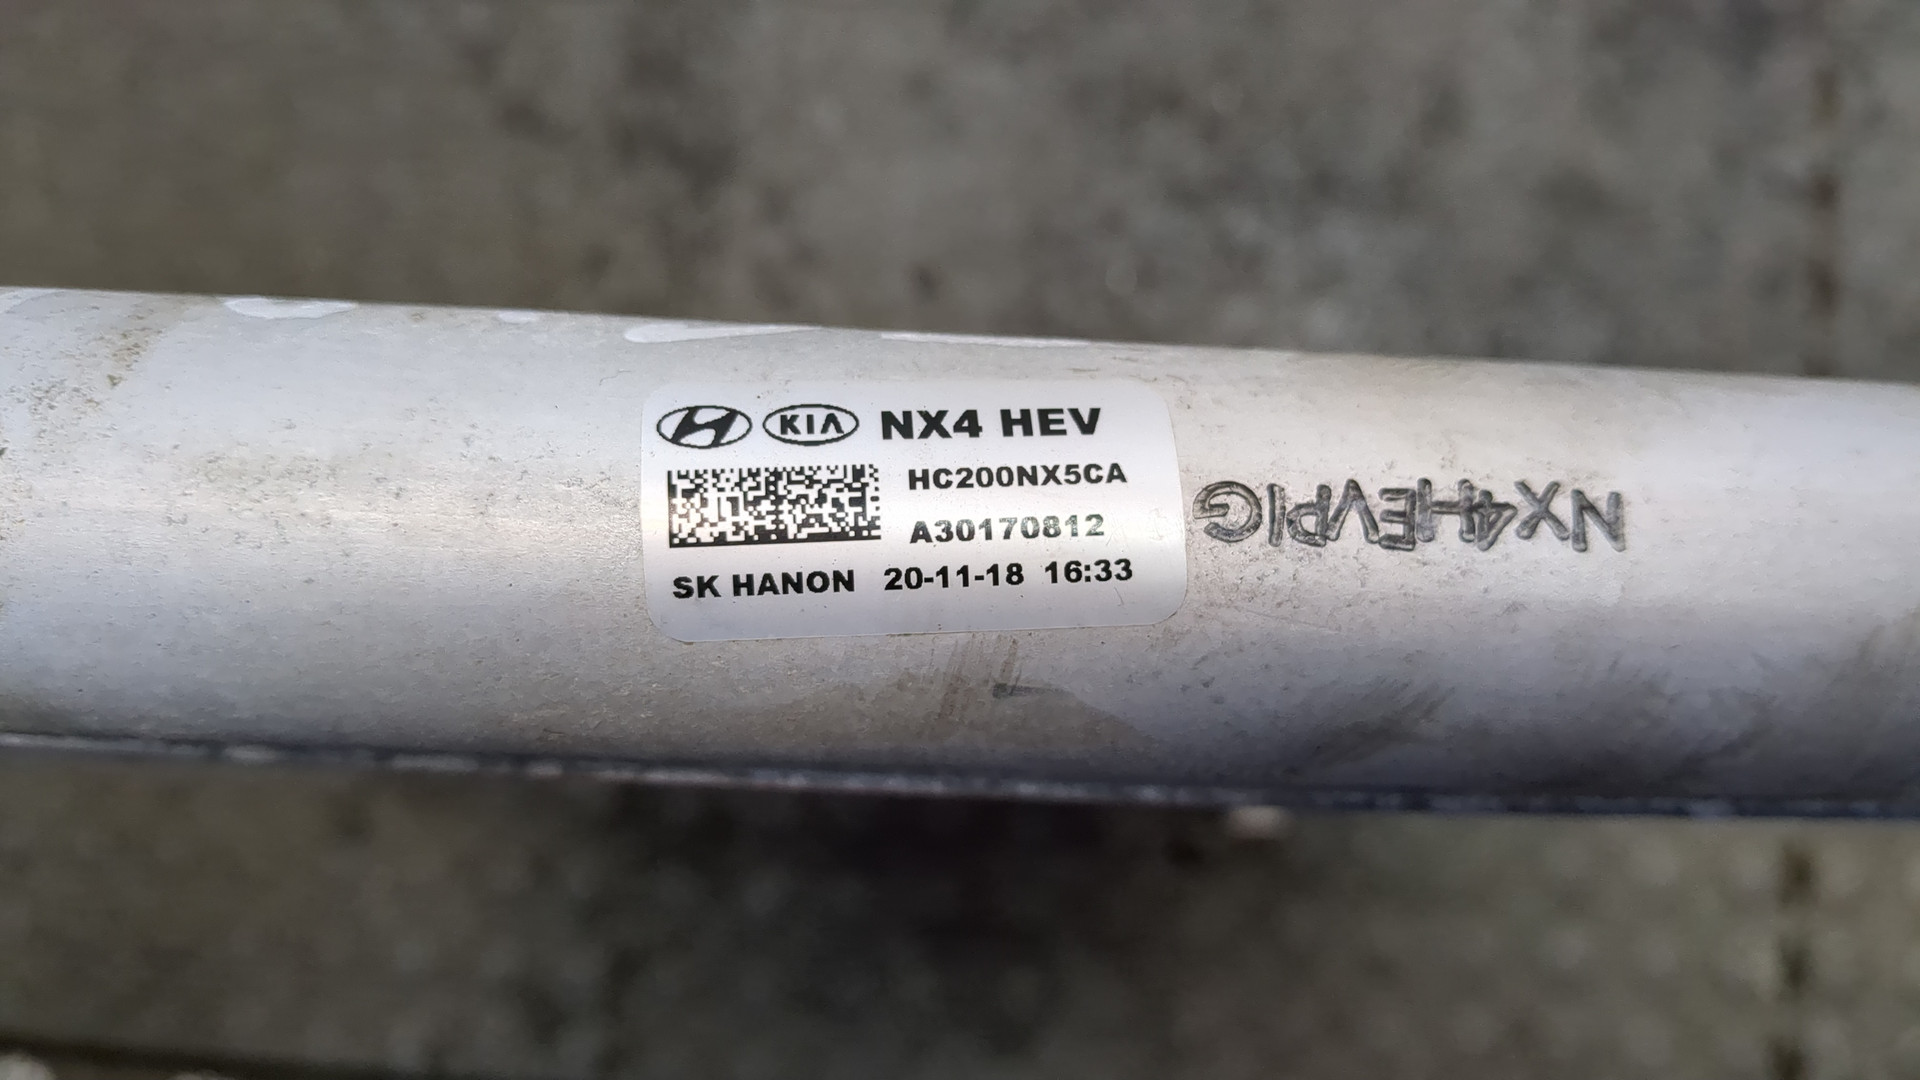 KIA NX4 HEV
HC200NX5CA
A30170812
SK HANON 20-11-18 16:33
NX4HEVPIG